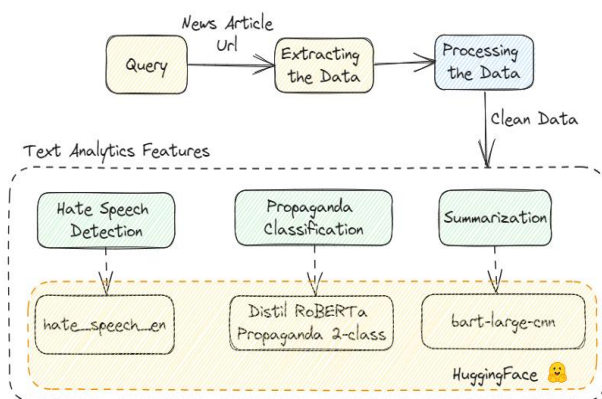 News Article
Url
Query
Extracting
the Data
Processing
the Data
Clean Data
Text Analytics Features
Hate Speech
Detection
Propaganda
Classification
Summarization
hate_speech_en
Distil RoBERTa
Propaganda 2-class
bart-large-cnn
HuggingFace 🤗